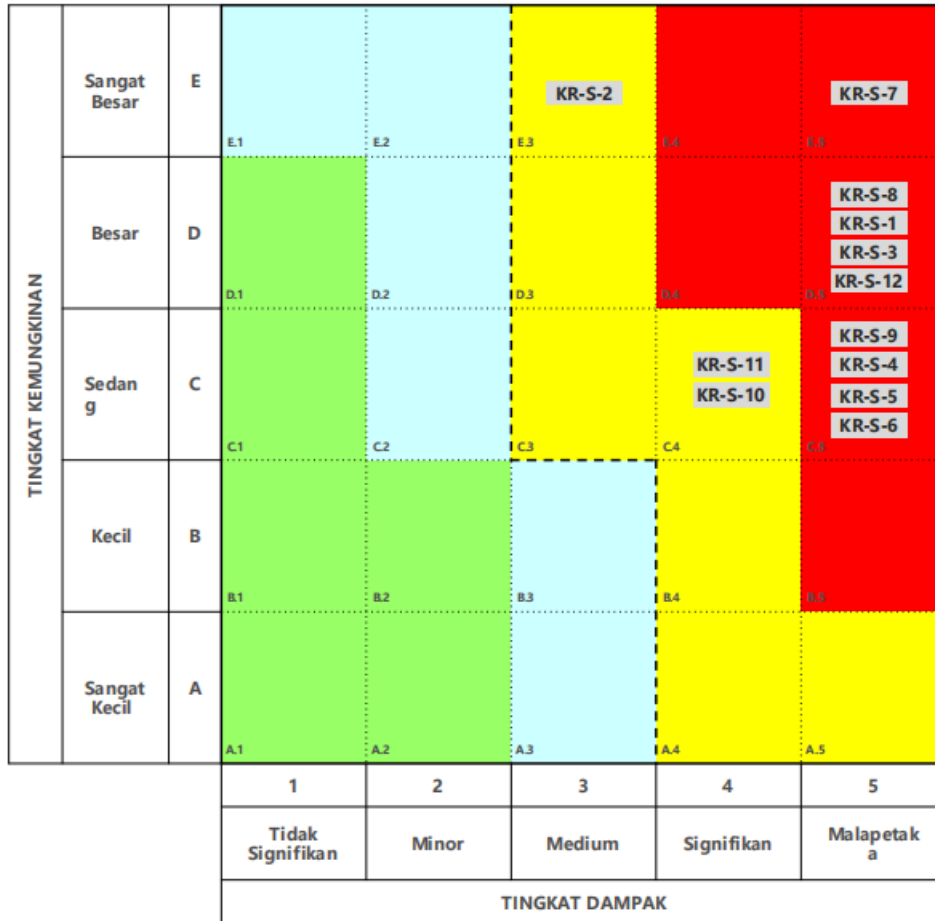 TINGKAT KEMUNGKINAN
Sangat
Besar
E
KR-S-2
KR-S-7
E.1
E.2
E.3
E.4
E.5
Besar
D
KR-S-8
KR-S-1
KR-S-3
KR-S-12
D.1
D.2
D.3
D.4
D.5
Sedan
g
C
KR-S-11
KR-S-10
KR-S-9
KR-S-4
KR-S-5
KR-S-6
C.1
C.2
C.3
C.4
C.5
Kecil
B
B.1
B.2
B.3
B.4
B.5
Sangat
Kecil
A
A.1
A.2
A.3
A.4
A.5
1
2
3
4
5
Tidak
Signifikan
Minor
Medium
Signifikan
Malapetak
a
TINGKAT DAMPAK